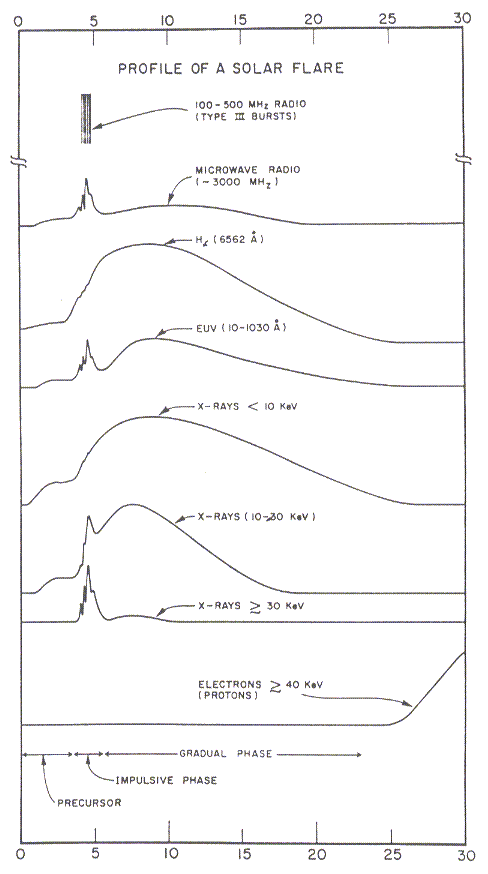 0 5 10 15 20 25 30
PROFILE OF A SOLAR FLARE
100-500 MHz RADIO
(TYPE III BURSTS)
MICROWAVE RADIO
(~3000 MHz)
Hα (6562 Å)
EUV (10-1030 Å)
X-RAYS < 10 KeV
X-RAYS (10-30 KeV)
X-RAYS ≳ 30 KeV
ELECTRONS ≳ 40 KeV
(PROTONS)
GRADUAL PHASE
IMPULSIVE PHASE
PRECURSOR
0 5 10 15 20 25 30